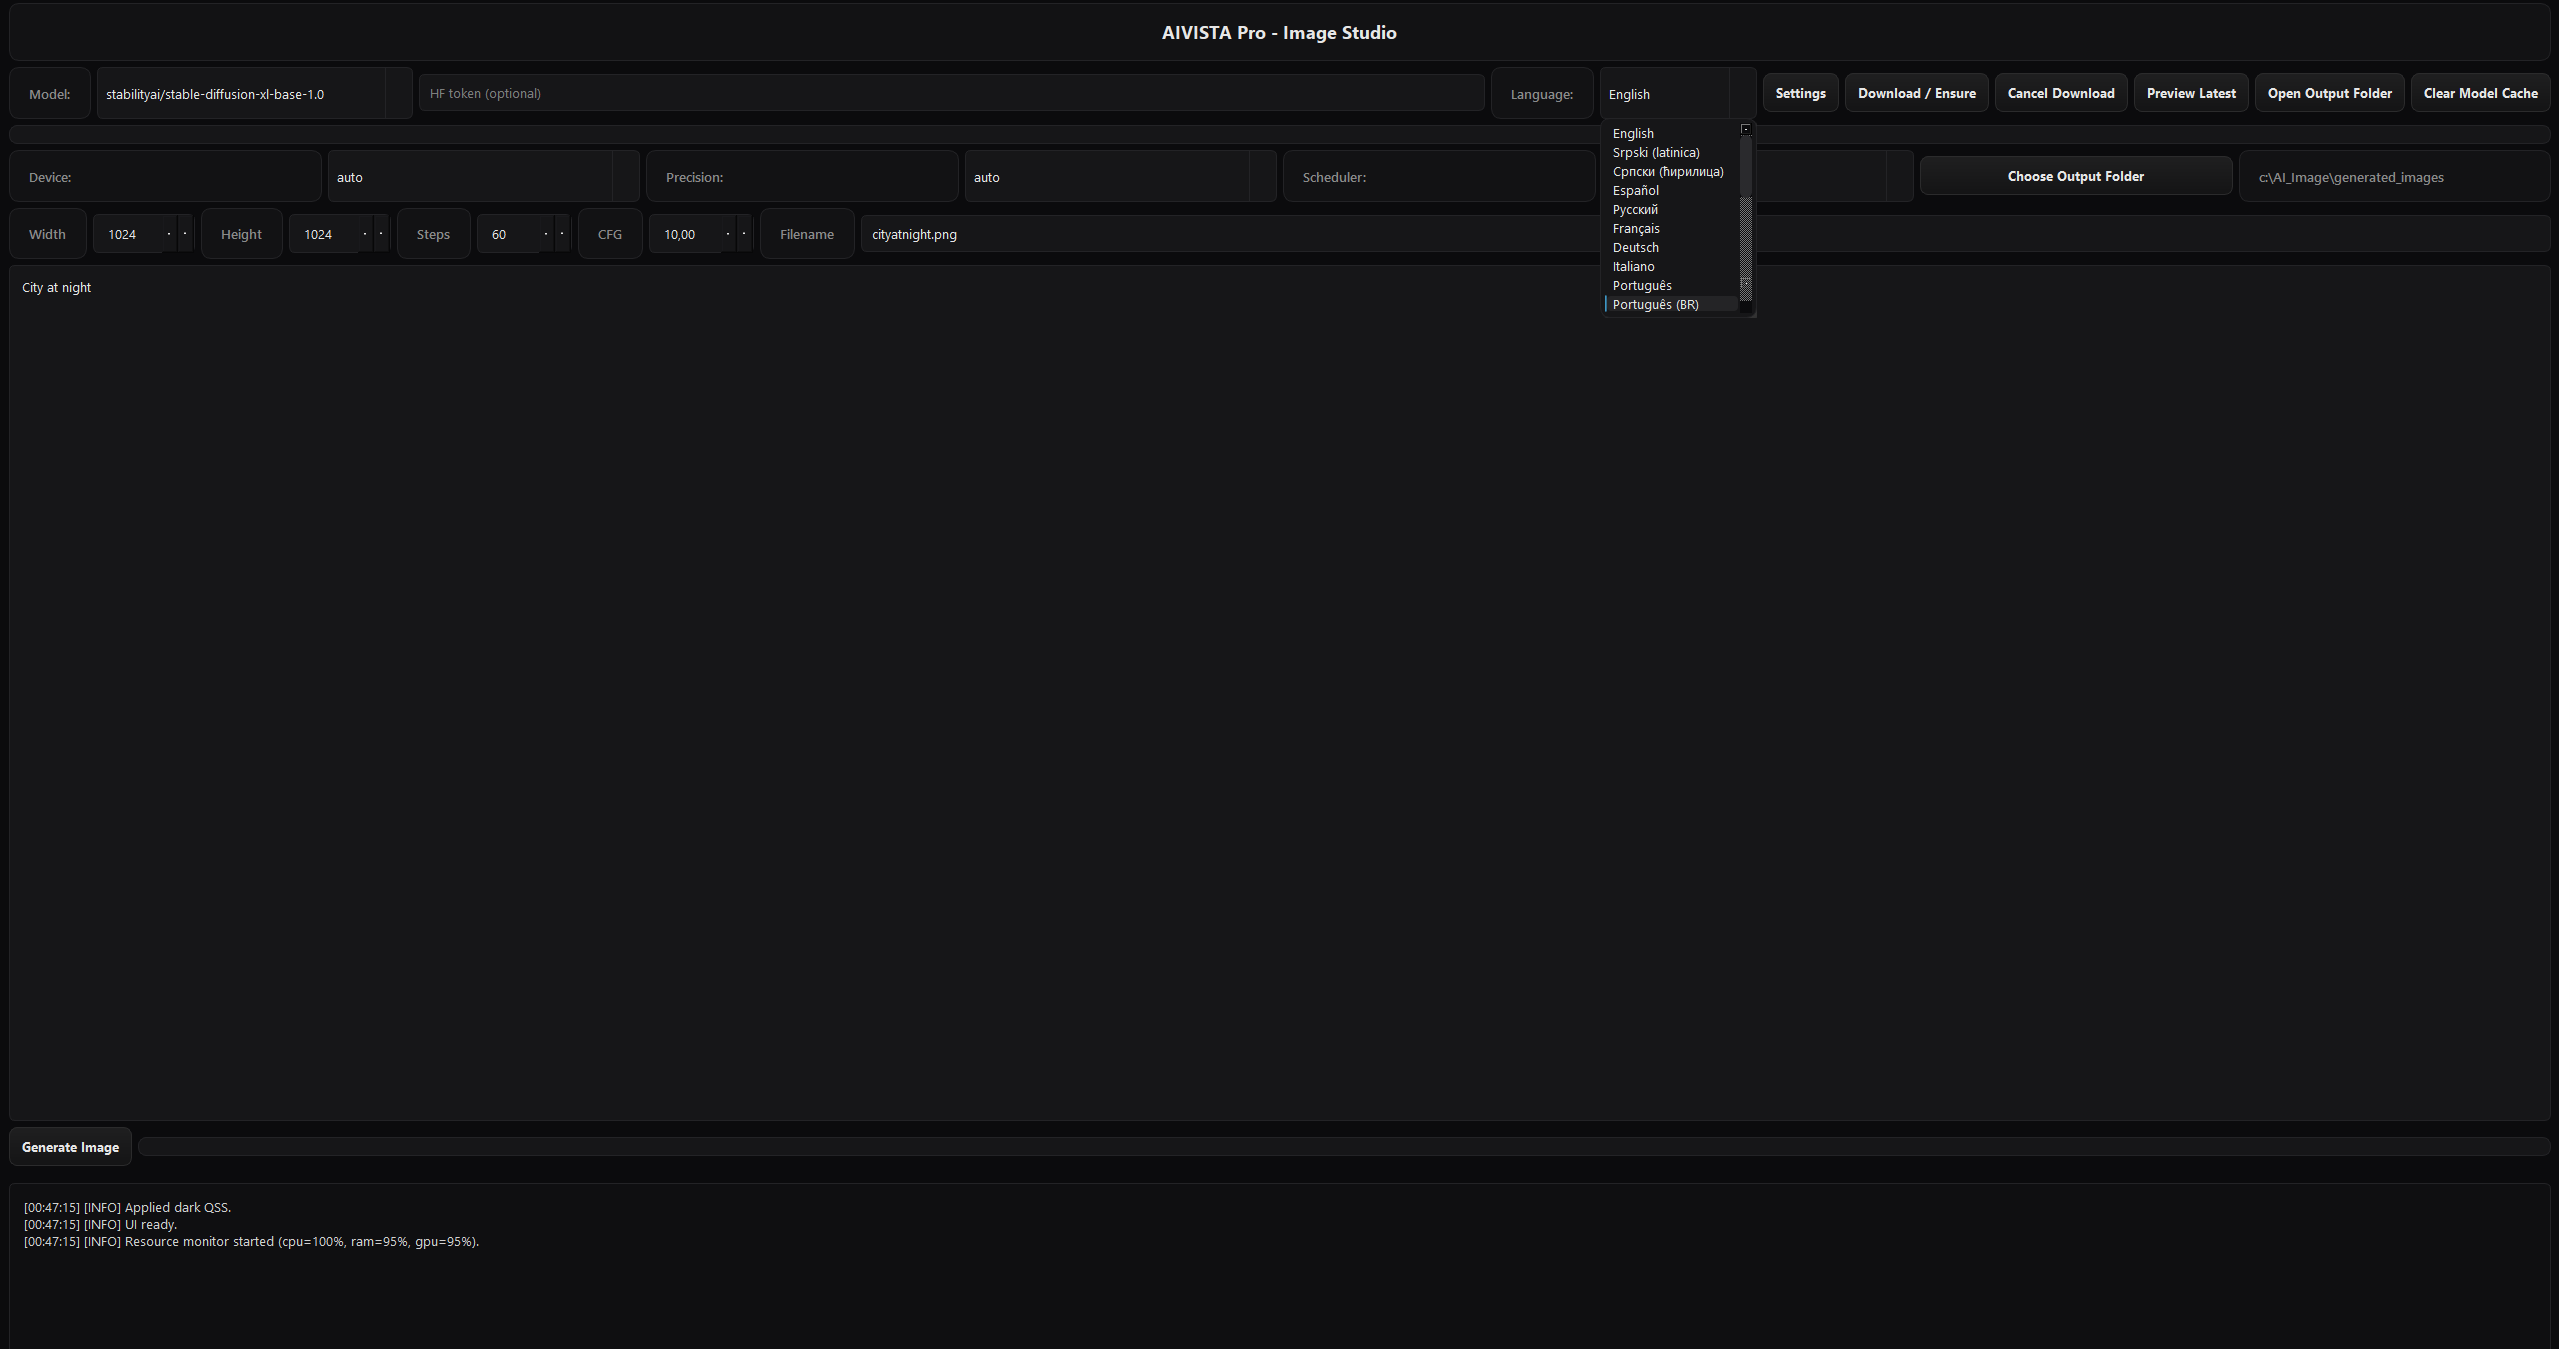 AIVISTA Pro - Image Studio
Model: stabilityai/stable-diffusion-xl-base-1.0 HF token (optional) Language: English Settings Download / Ensure Cancel Download Preview Latest Open Output Folder Clear Model Cache
English
Srpski (latinica)
Српски (ћирилица)
Español
Русский
Français
Deutsch
Italiano
Português
Português (BR)
Device: auto Precision: auto Scheduler: Choose Output Folder c:\AI_Image\generated_images
Width 1024 Height 1024 Steps 60 CFG 10,00 Filename cityatnight.png
City at night
Generate Image
[00:47:15] [INFO] Applied dark QSS.
[00:47:15] [INFO] UI ready.
[00:47:15] [INFO] Resource monitor started (cpu=100%, ram=95%, gpu=95%).